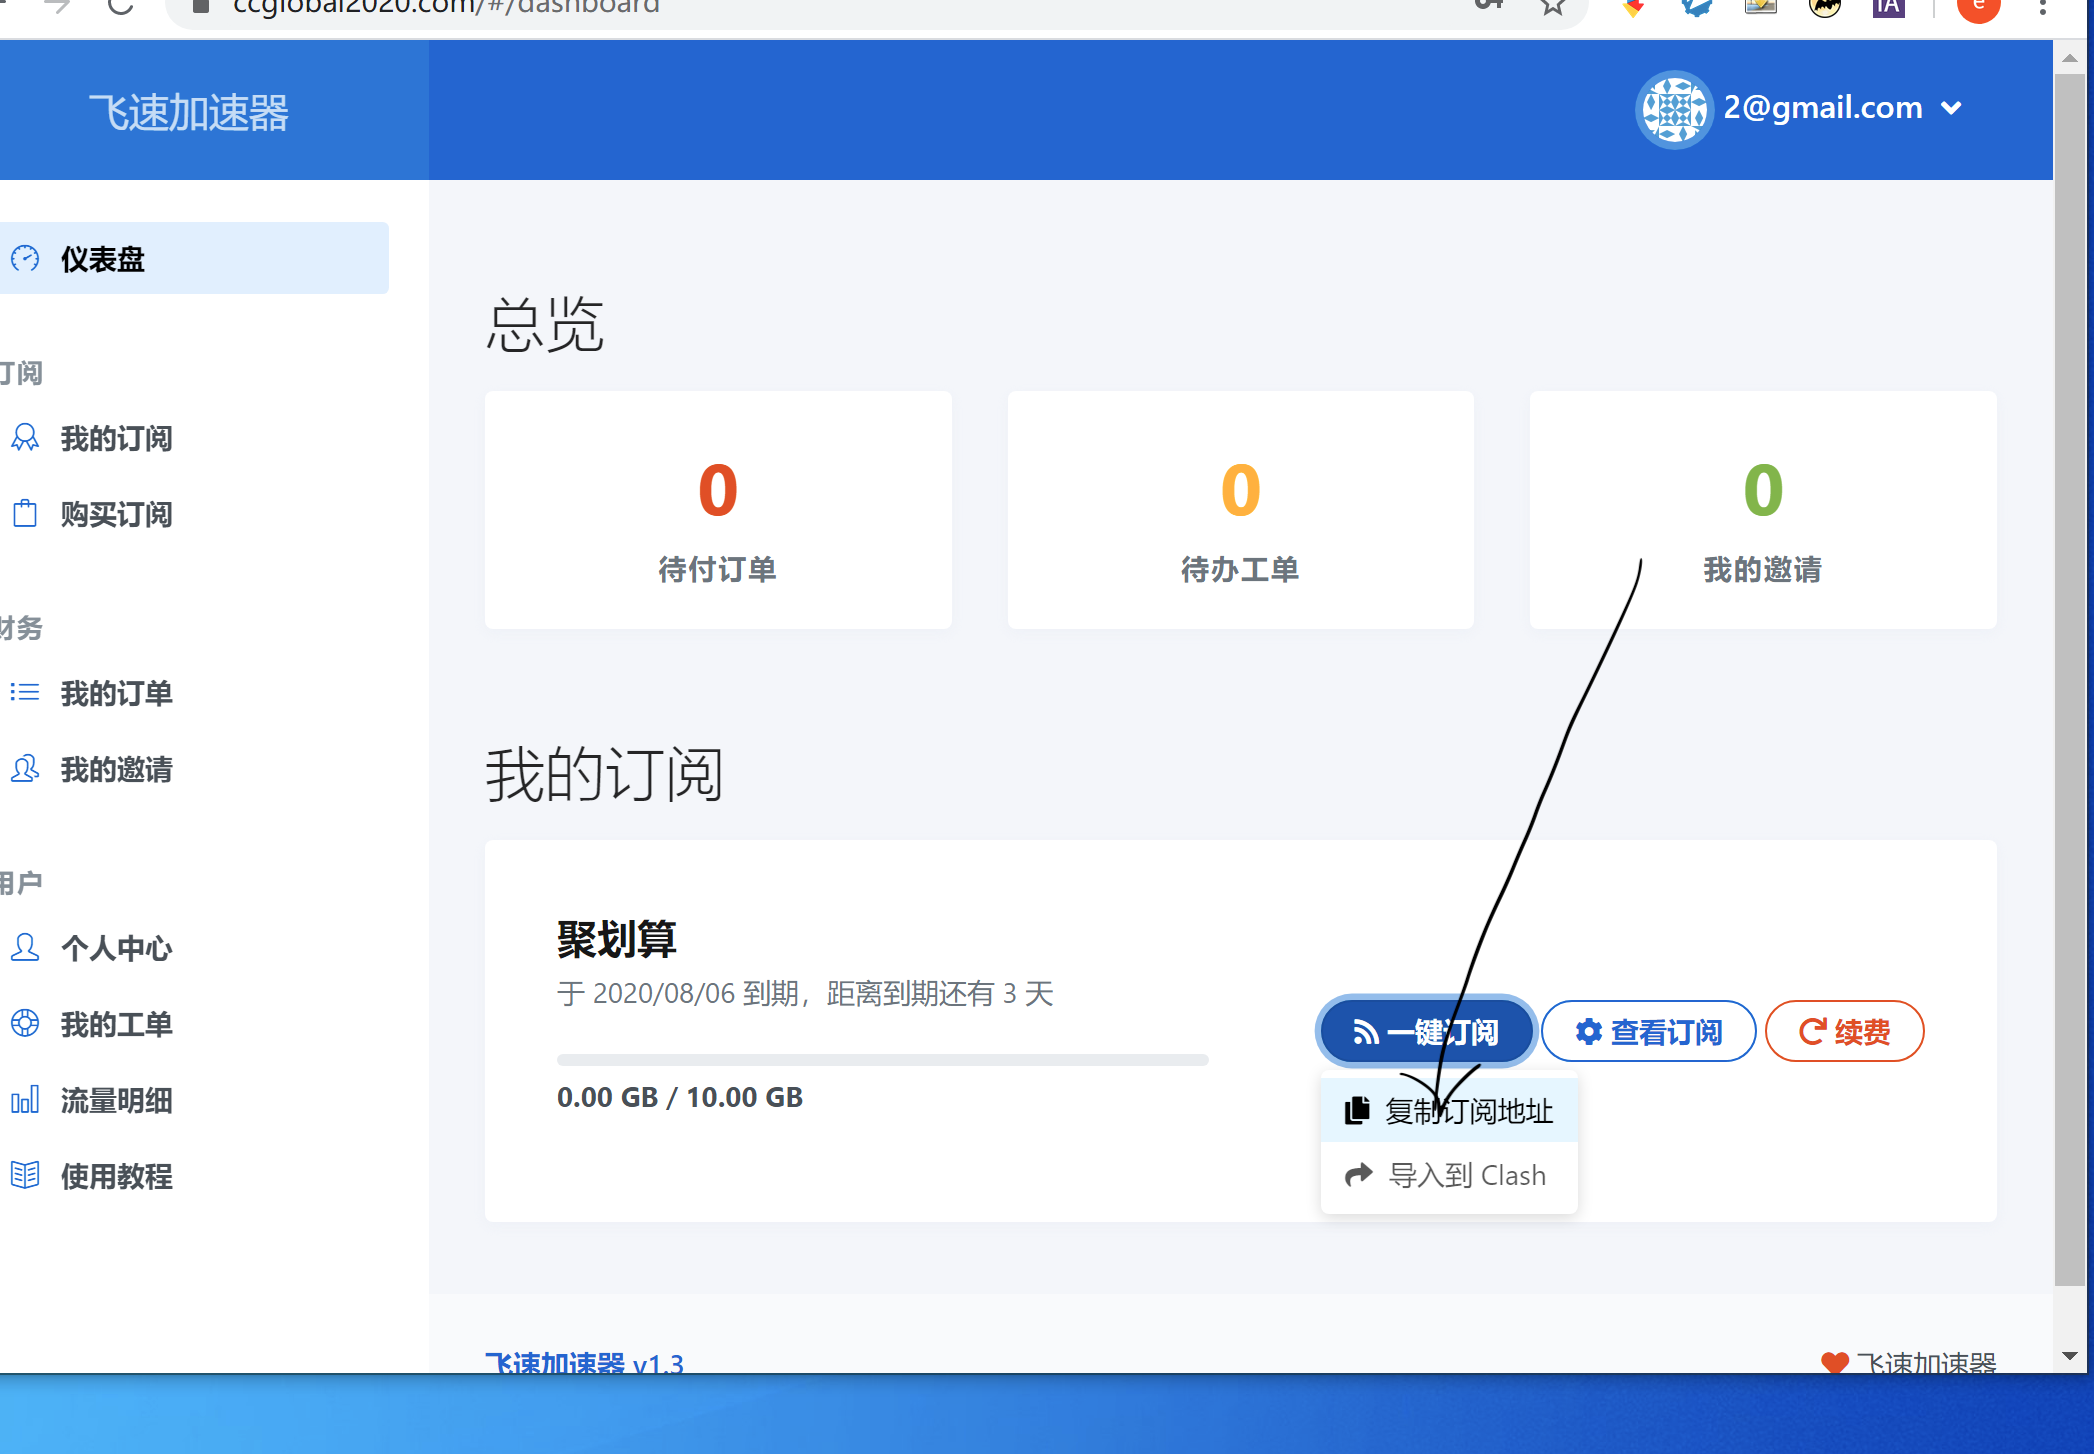 ccglobal2020.com/#/dashboard
IA
e
飞速加速器
2@gmail.com
仪表盘
订阅
我的订阅
购买订阅
财务
我的订单
我的邀请
用户
个人中心
我的工单
流量明细
使用教程
总览
0
待付订单
0
待办工单
0
我的邀请
我的订阅
聚划算
于 2020/08/06 到期，距离到期还有 3 天
0.00 GB / 10.00 GB
一键订阅
查看订阅
续费
复制订阅地址
导入到 Clash
飞速加速器 v1.3
飞速加速器